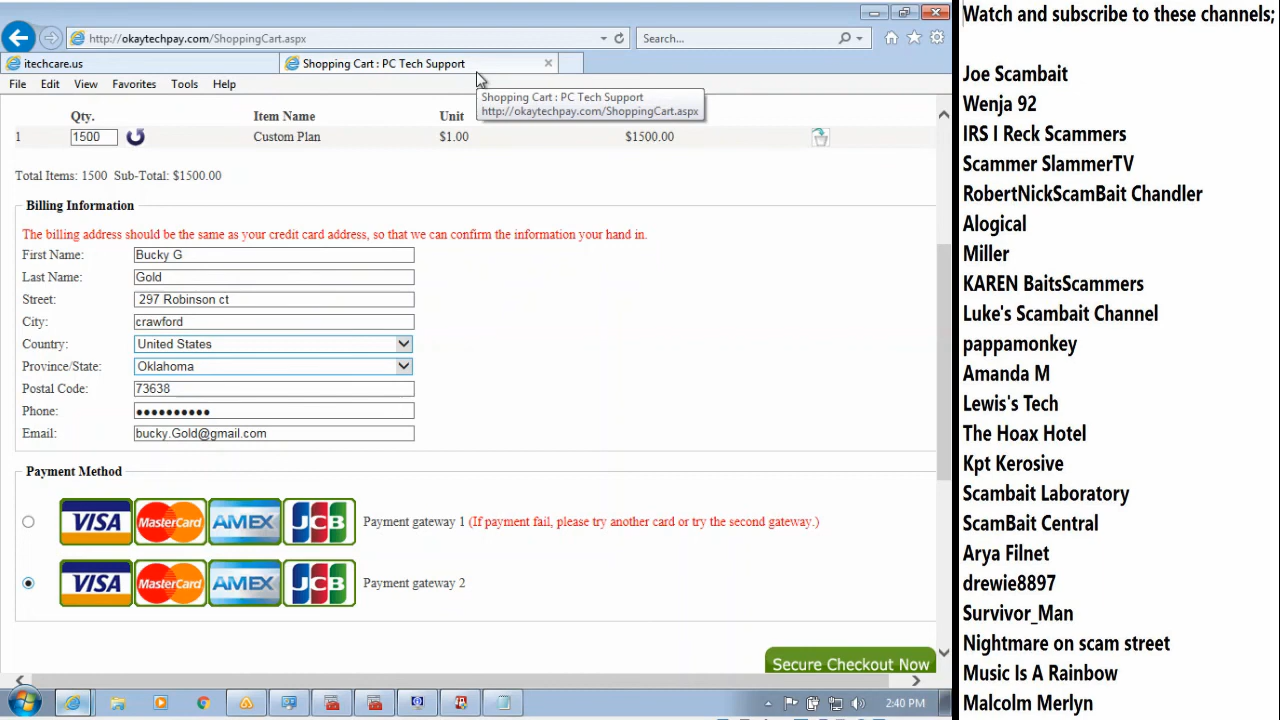 http://okaytechpay.com/ShoppingCart.aspx
Search...
itechcare.us
Shopping Cart : PC Tech Support
File Edit View Favorites Tools Help
Shopping Cart : PC Tech Support
http://okaytechpay.com/ShoppingCart.aspx
Qty. Item Name Unit
1 1500 Custom Plan $1.00 $1500.00
Total Items: 1500 Sub-Total: $1500.00
Billing Information
The billing address should be the same as your credit card address, so that we can confirm the information your hand in.
First Name: Bucky G
Last Name: Gold
Street: 297 Robinson ct
City: crawford
Country: United States
Province/State: Oklahoma
Postal Code: 73638
Phone: ●●●●●●●●●●
Email: bucky.Gold@gmail.com
Payment Method
VISA MasterCard AMEX JCB Payment gateway 1 (If payment fail, please try another card or try the second gateway.)
VISA MasterCard AMEX JCB Payment gateway 2
Secure Checkout Now
2:40 PM
Watch and subscribe to these channels;
Joe Scambait
Wenja 92
IRS I Reck Scammers
Scammer SlammerTV
RobertNickScamBait Chandler
Alogical
Miller
KAREN BaitsScammers
Luke's Scambait Channel
pappamonkey
Amanda M
Lewis's Tech
The Hoax Hotel
Kpt Kerosive
Scambait Laboratory
ScamBait Central
Arya Filnet
drewie8897
Survivor_Man
Nightmare on scam street
Music Is A Rainbow
Malcolm Merlyn